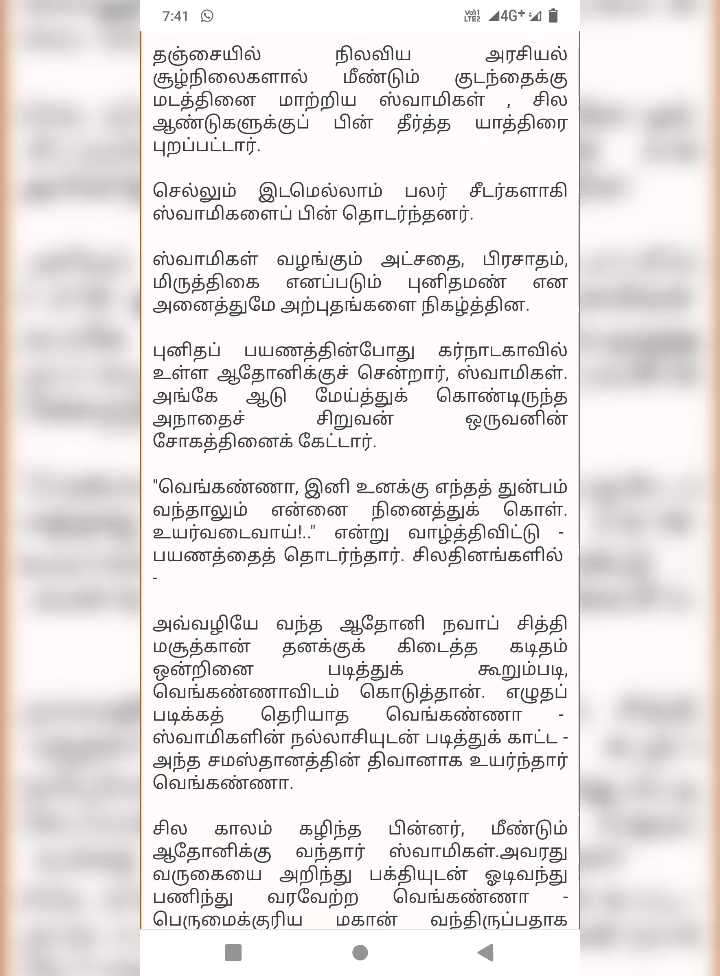 7:41
VoI1 LTE2 4G+
தஞ்சையில் நிலவிய அரசியல்
சூழ்நிலைகளால் மீண்டும் குடந்தைக்கு
மடத்தினை மாற்றிய ஸ்வாமிகள் , சில
ஆண்டுகளுக்குப் பின் தீர்த்த யாத்திரை
புறப்பட்டார்.
செல்லும் இடமெல்லாம் பலர் சீடர்களாகி
ஸ்வாமிகளைப் பின் தொடர்ந்தனர்.
ஸ்வாமிகள் வழங்கும் அட்சதை, பிரசாதம்,
மிருத்திகை எனப்படும் புனிதமண் என
அனைத்துமே அற்புதங்களை நிகழ்த்தின.
புனிதப் பயணத்தின்போது கர்நாடகாவில்
உள்ள ஆதோனிக்குச் சென்றார், ஸ்வாமிகள்.
அங்கே ஆடு மேய்த்துக் கொண்டிருந்த
அநாதைச் சிறுவன் ஒருவனின்
சோகத்தினைக் கேட்டார்.
"வெங்கண்ணா, இனி உனக்கு எந்தத் துன்பம்
வந்தாலும் என்னை நினைத்துக் கொள்.
உயர்வடைவாய்!.." என்று வாழ்த்திவிட்டு -
பயணத்தைத் தொடர்ந்தார். சிலதினங்களில்
-
அவ்வழியே வந்த ஆதோனி நவாப் சித்தி
மசூத்கான் தனக்குக் கிடைத்த கடிதம்
ஒன்றினை படித்துக் கூறும்படி,
வெங்கண்ணாவிடம் கொடுத்தான். எழுதப்
படிக்கத் தெரியாத வெங்கண்ணா -
ஸ்வாமிகளின் நல்லாசியுடன் படித்துக் காட்ட -
அந்த சமஸ்தானத்தின் திவானாக உயர்ந்தார்
வெங்கண்ணா.
சில காலம் கழிந்த பின்னர், மீண்டும்
ஆதோனிக்கு வந்தார் ஸ்வாமிகள்.அவரது
வருகையை அறிந்து பக்தியுடன் ஓடிவந்து
பணிந்து வரவேற்ற வெங்கண்ணா -
பெருமைக்குரிய மகான் வந்திருப்பதாக